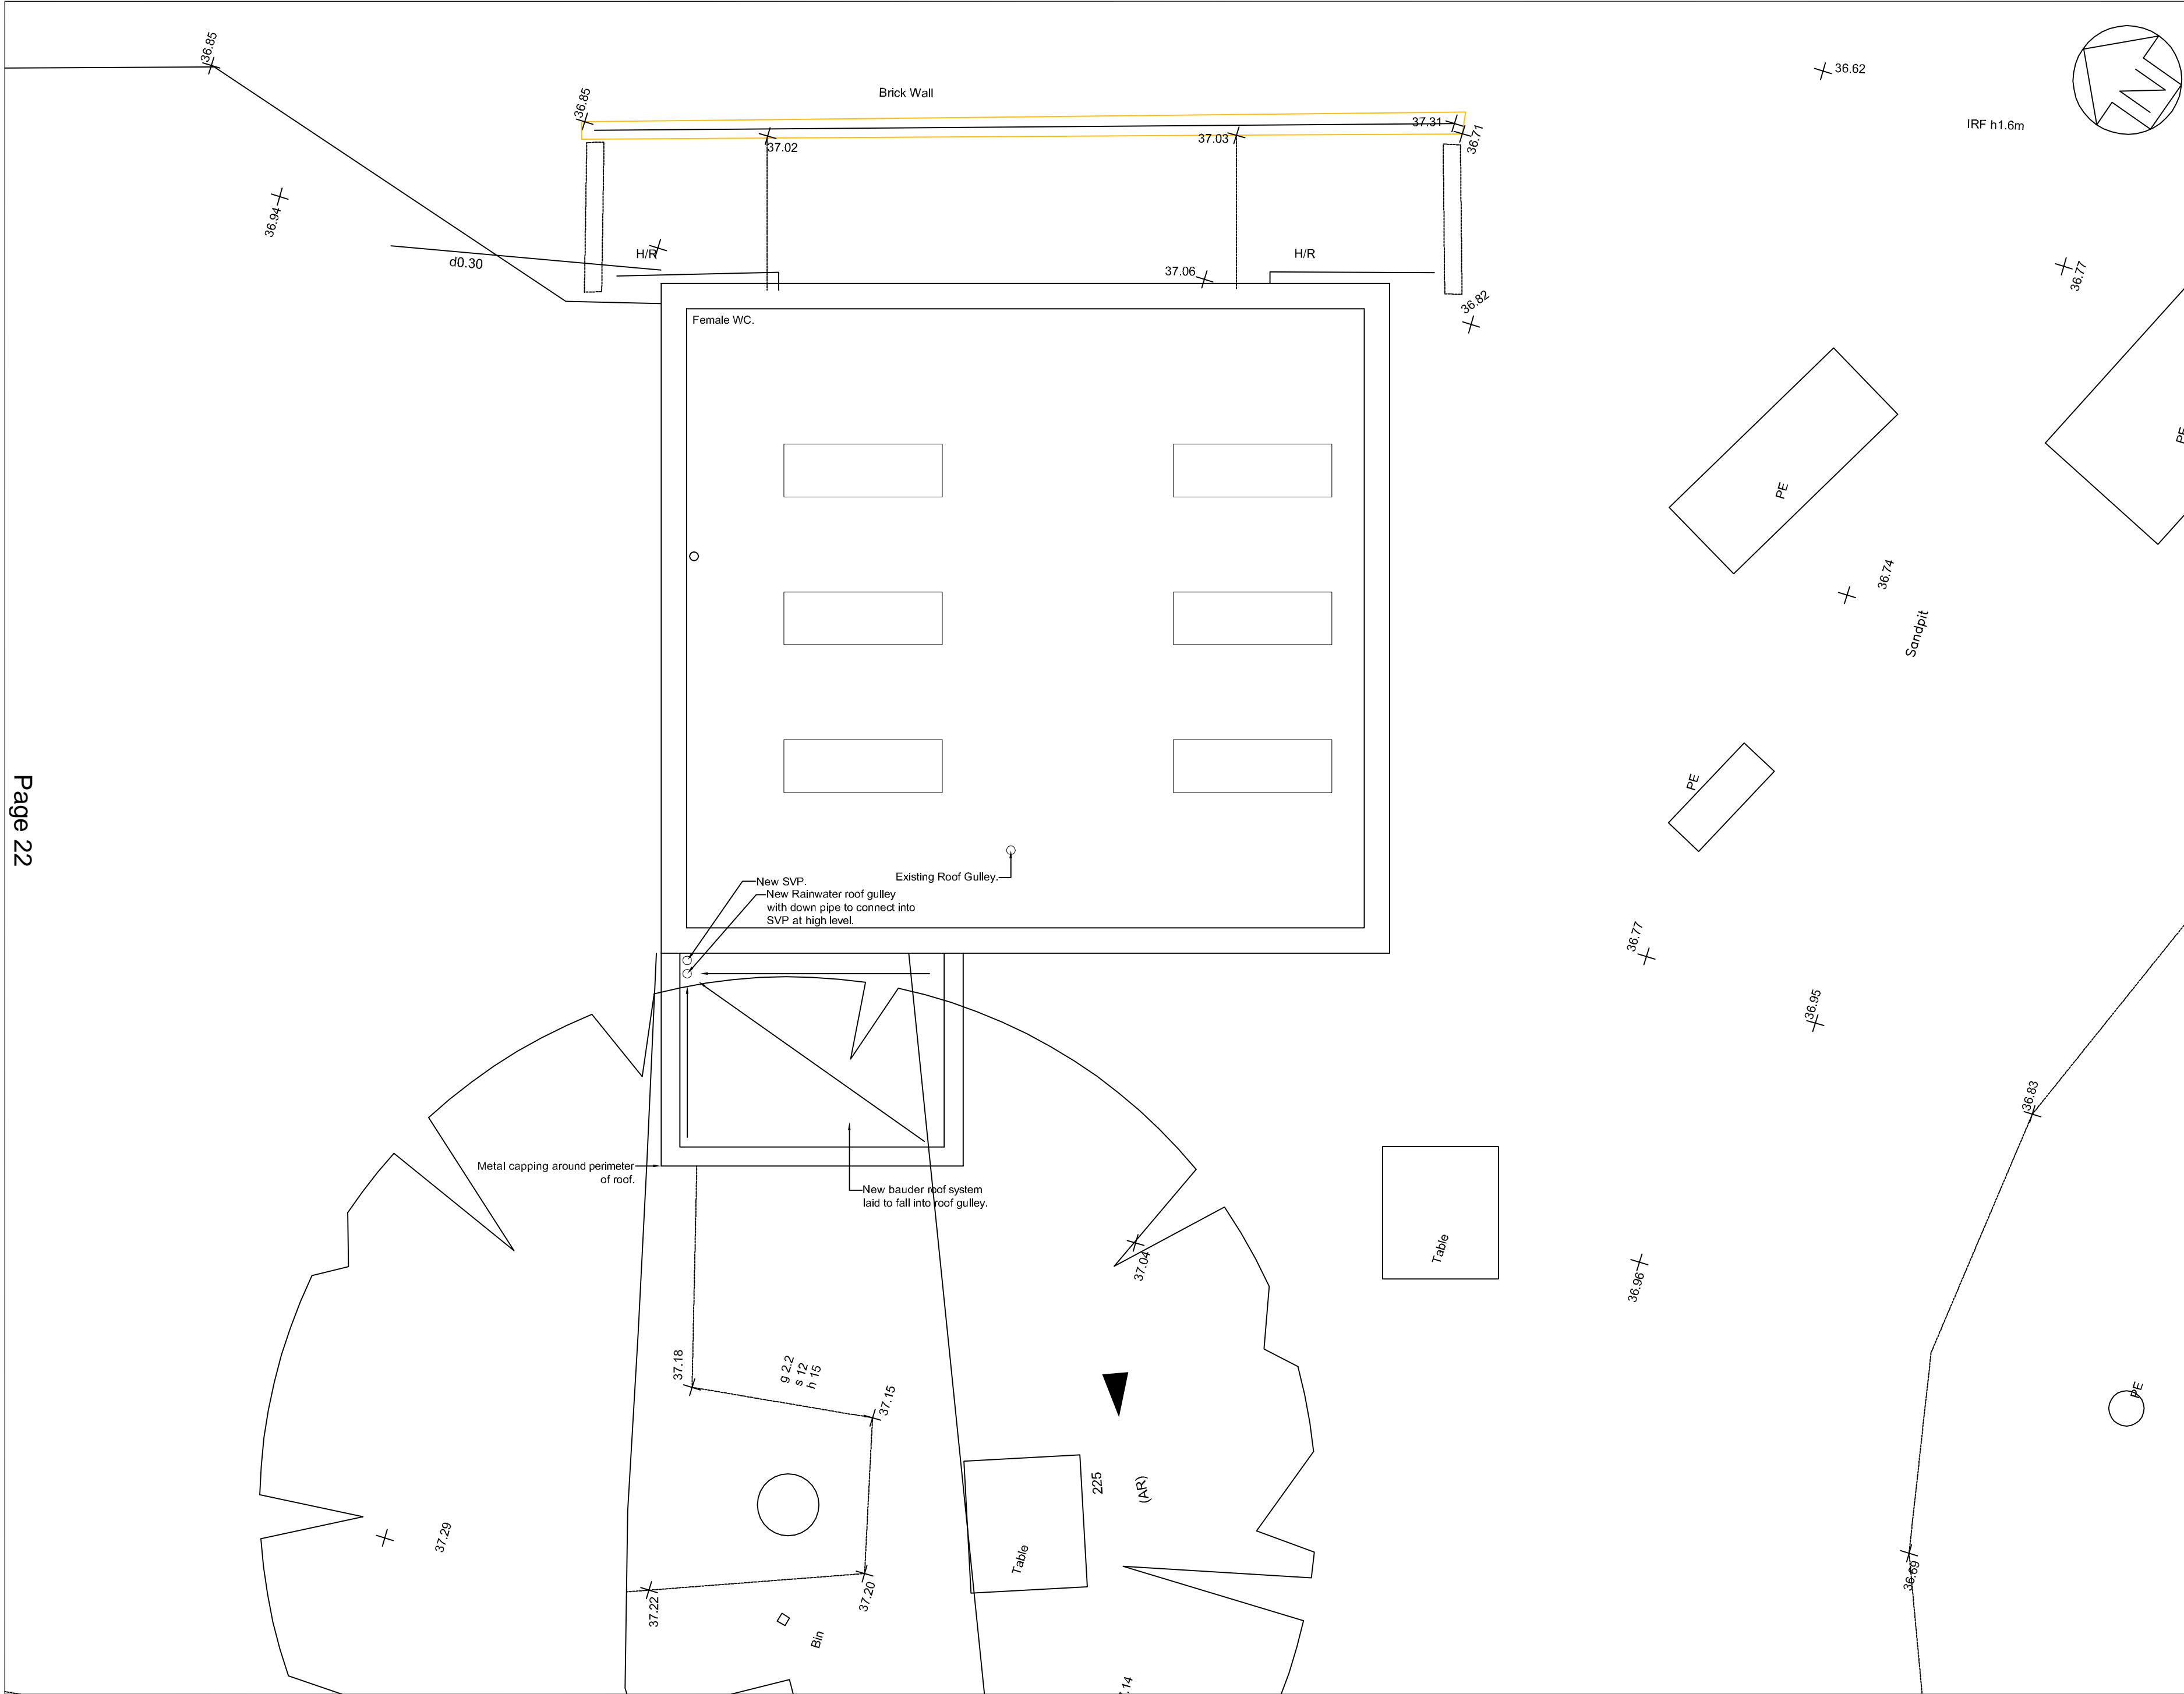 36.85
36.85
Brick Wall
36.62
N
IRF h1.6m
37.31
36.71
37.02
37.03
36.94
d0.30
H/R
H/R
37.06
36.77
36.82
Female WC.
PE
PE
36.74
Sandpit
PE
Page 22
Existing Roof Gulley.
New SVP.
New Rainwater roof gulley
with down pipe to connect into
SVP at high level.
36.77
36.95
36.83
Metal capping around perimeter
of roof.
New bauder roof system
laid to fall into roof gulley.
Table
37.04
36.96
37.18
g 2.2
s 12
h 15
37.15
PE
225
(AR)
37.29
Table
36.69
37.22
37.20
Bin
.14